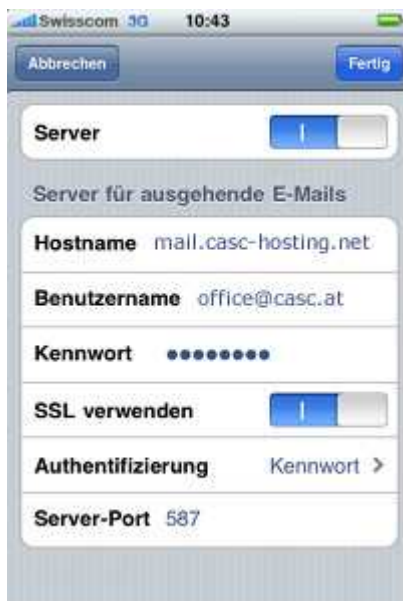 Swisscom 3G 10:43
Abbrechen Fertig
Server
Server für ausgehende E-Mails
Hostname mail.casc-hosting.net
Benutzername office@casc.at
Kennwort ●●●●●●●●
SSL verwenden
Authentifizierung Kennwort >
Server-Port 587